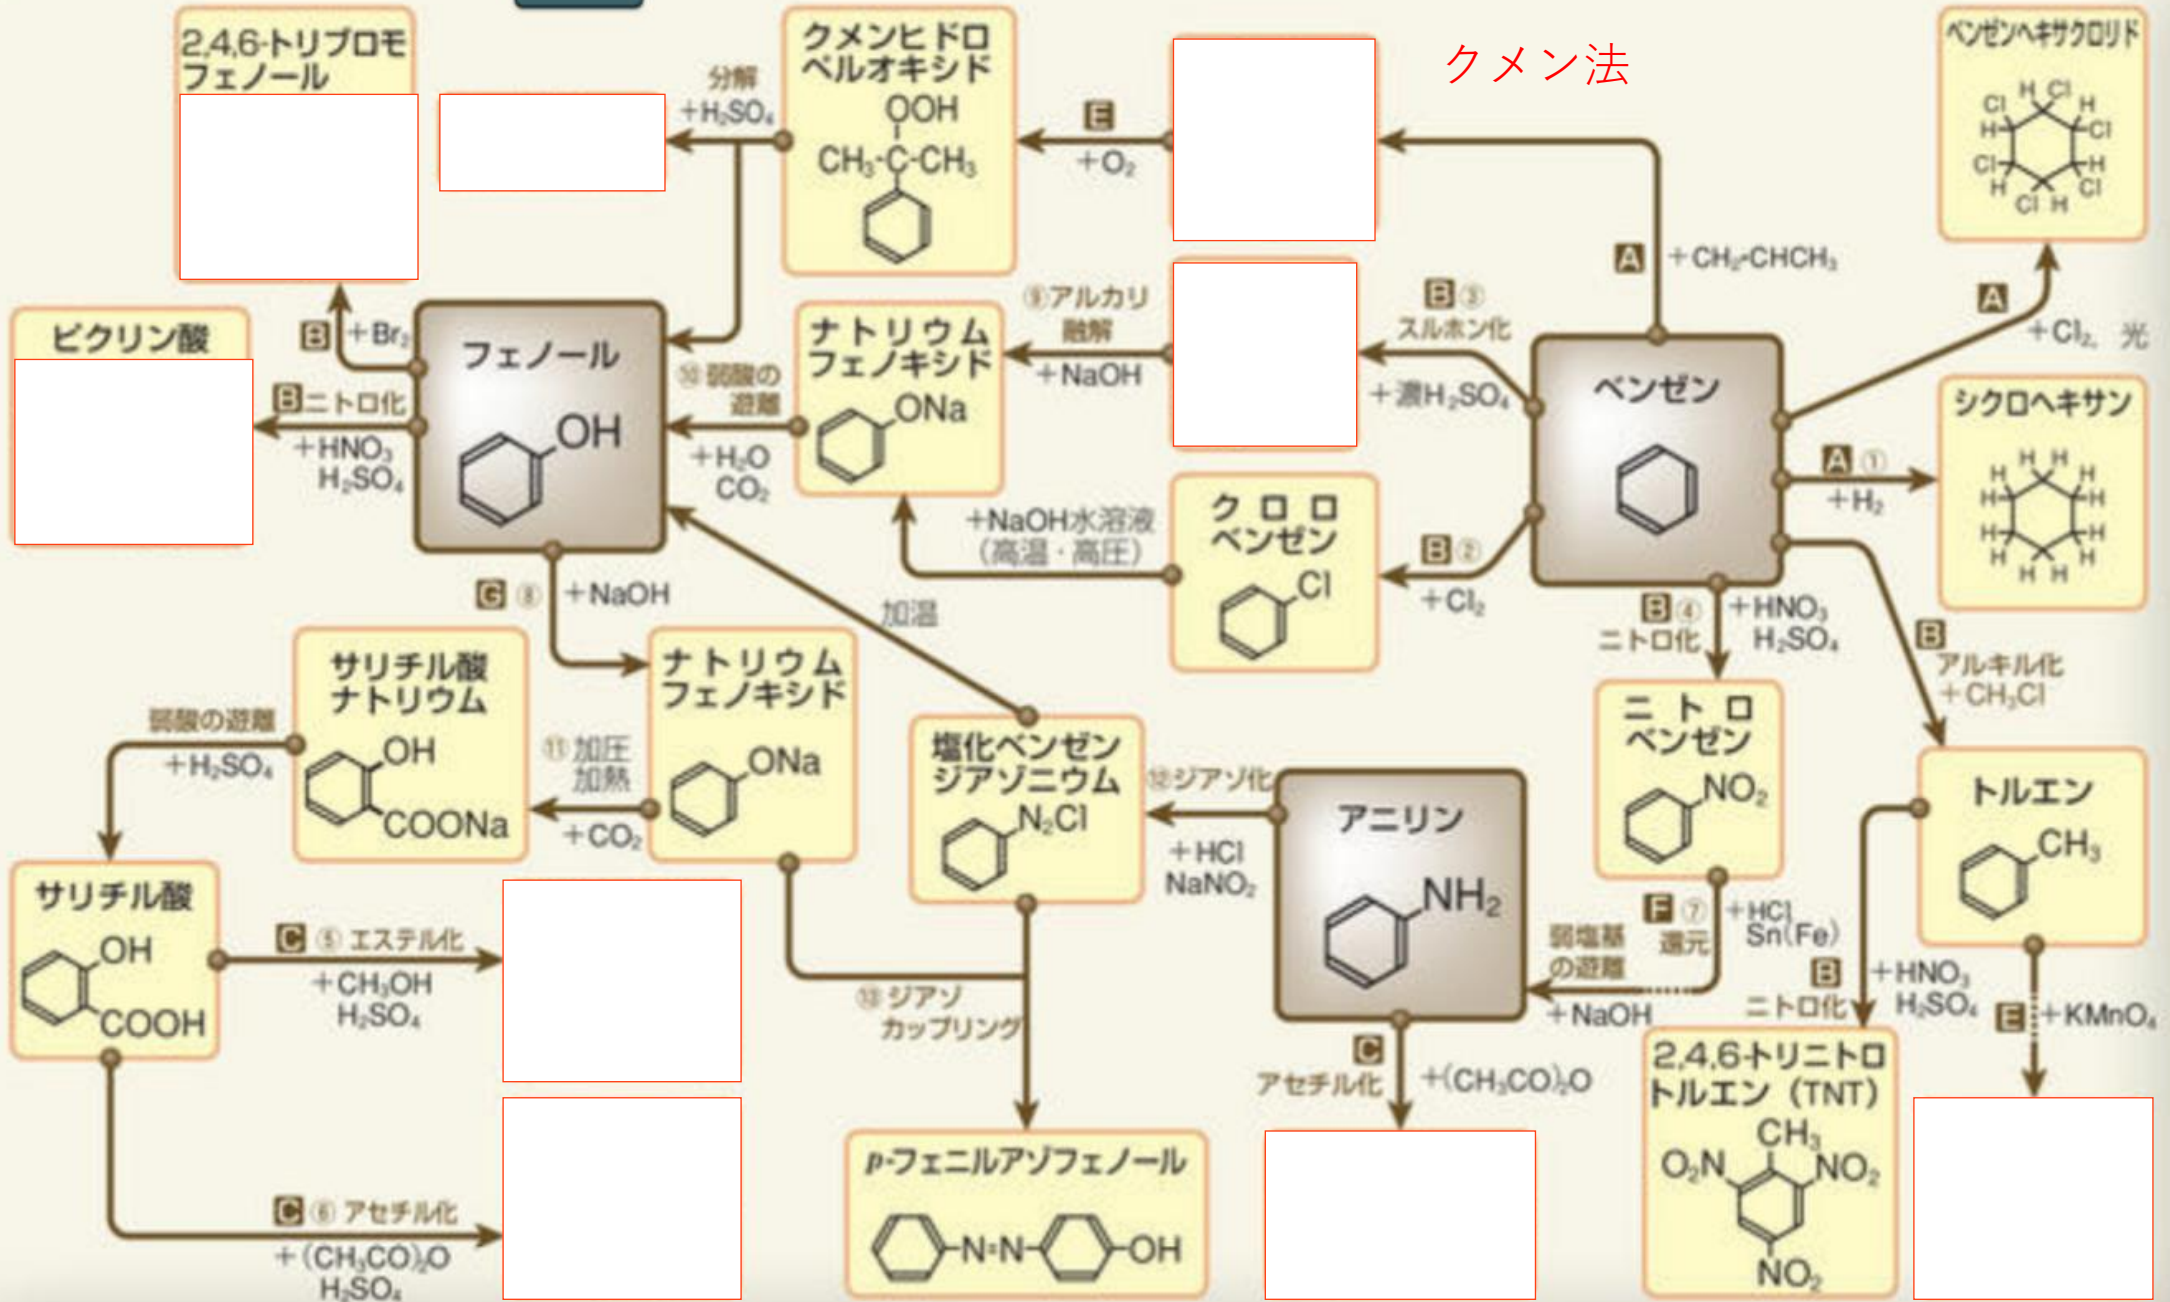 2,4,6-トリブロモ
フェノール
分解
+H₂SO₄
クメンヒドロ
ペルオキシド
OOH
CH₃-C-CH₃
E
+O₂
クメン法
A
+CH₂=CHCH₃
ベンゼンヘキサクロリド
H Cl
Cl H
H Cl
Cl H
H Cl
Cl H
A
+Cl₂, 光
ピクリン酸
B
+Br₂
B ニトロ化
+HNO₃
H₂SO₄
フェノール
OH
⑩ 弱酸の
遊離
+H₂O
CO₂
ナトリウム
フェノキシド
ONa
⑨アルカリ
融解
+NaOH
B ③
スルホン化
+濃H₂SO₄
ベンゼン
A ①
+H₂
シクロヘキサン
H H
H H
H H
H H
H H
H H
+NaOH水溶液
(高温・高圧)
クロロ
ベンゼン
Cl
B ②
+Cl₂
B ④
ニトロ化
+HNO₃
H₂SO₄
B
アルキル化
+CH₃Cl
G ⑧
+NaOH
加温
弱酸の遊離
+H₂SO₄
サリチル酸
ナトリウム
OH
COONa
⑪ 加圧
加熱
+CO₂
ナトリウム
フェノキシド
ONa
塩化ベンゼン
ジアゾニウム
N₂Cl
⑫ジアゾ化
+HCl
NaNO₂
アニリン
NH₂
ニトロ
ベンゼン
NO₂
F ⑦
還元
+HCl
Sn(Fe)
弱塩基
の遊離
+NaOH
トルエン
CH₃
B
ニトロ化
+HNO₃
H₂SO₄
E
+KMnO₄
サリチル酸
OH
COOH
C ⑤ エステル化
+CH₃OH
H₂SO₄
C ⑥ アセチル化
+(CH₃CO)₂O
H₂SO₄
⑬ ジアゾ
カップリング
p-フェニルアゾフェノール
N=N
OH
C
アセチル化
+(CH₃CO)₂O
2,4,6-トリニトロ
トルエン (TNT)
CH₃
O₂N NO₂
NO₂